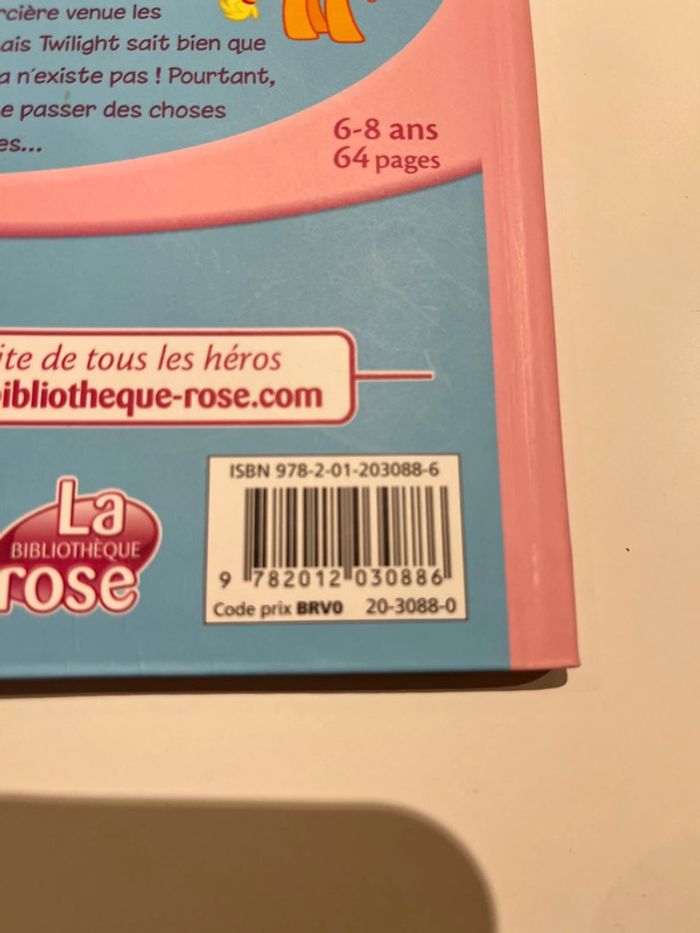 rcière venue les
ais Twilight sait bien que
a n'existe pas ! Pourtant,
e passer des choses
es...
6-8 ans
64 pages
ite de tous les héros
ibliotheque-rose.com
ISBN 978-2-01-203088-6
La
BIBLIOTHÈQUE
rose
9 782012 030886
Code prix BRV0 20-3088-0